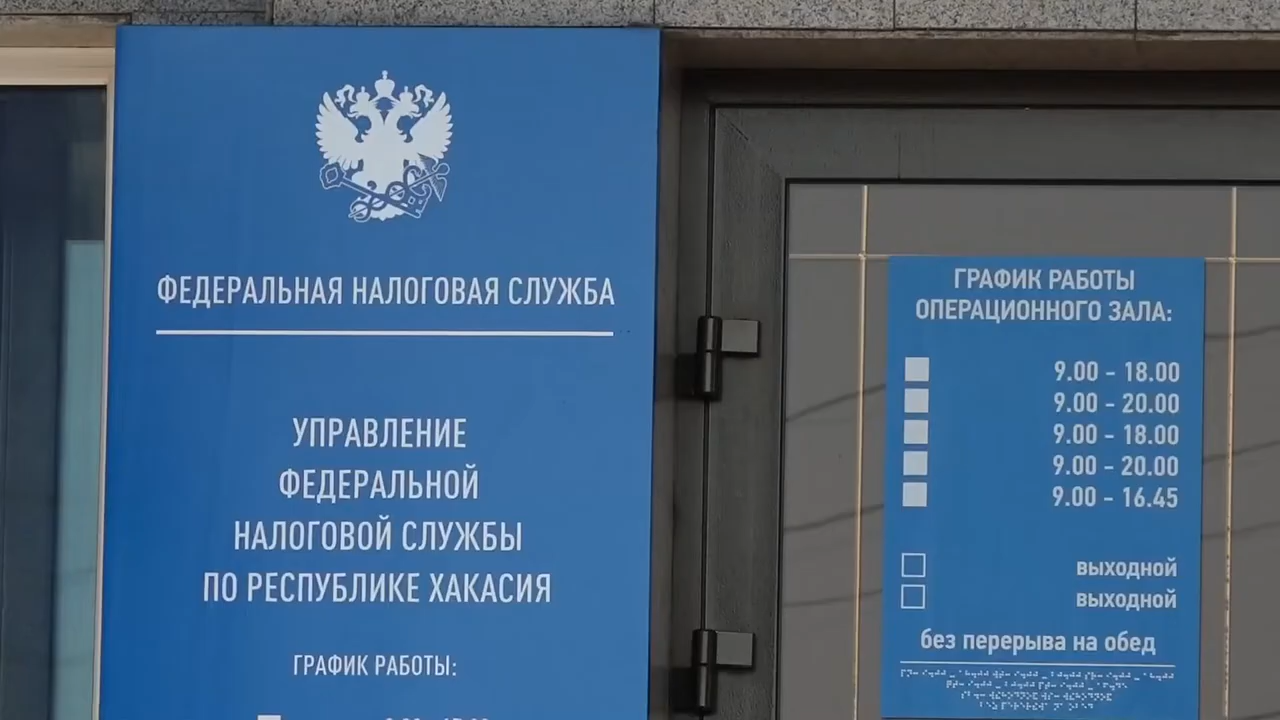 ФЕДЕРАЛЬНАЯ НАЛОГОВАЯ СЛУЖБА
УПРАВЛЕНИЕ
ФЕДЕРАЛЬНОЙ
НАЛОГОВОЙ СЛУЖБЫ
ПО РЕСПУБЛИКЕ ХАКАСИЯ
ГРАФИК РАБОТЫ:
ГРАФИК РАБОТЫ
ОПЕРАЦИОННОГО ЗАЛА:
9.00 - 18.00
9.00 - 20.00
9.00 - 18.00
9.00 - 20.00
9.00 - 16.45
выходной
выходной
без перерыва на обед